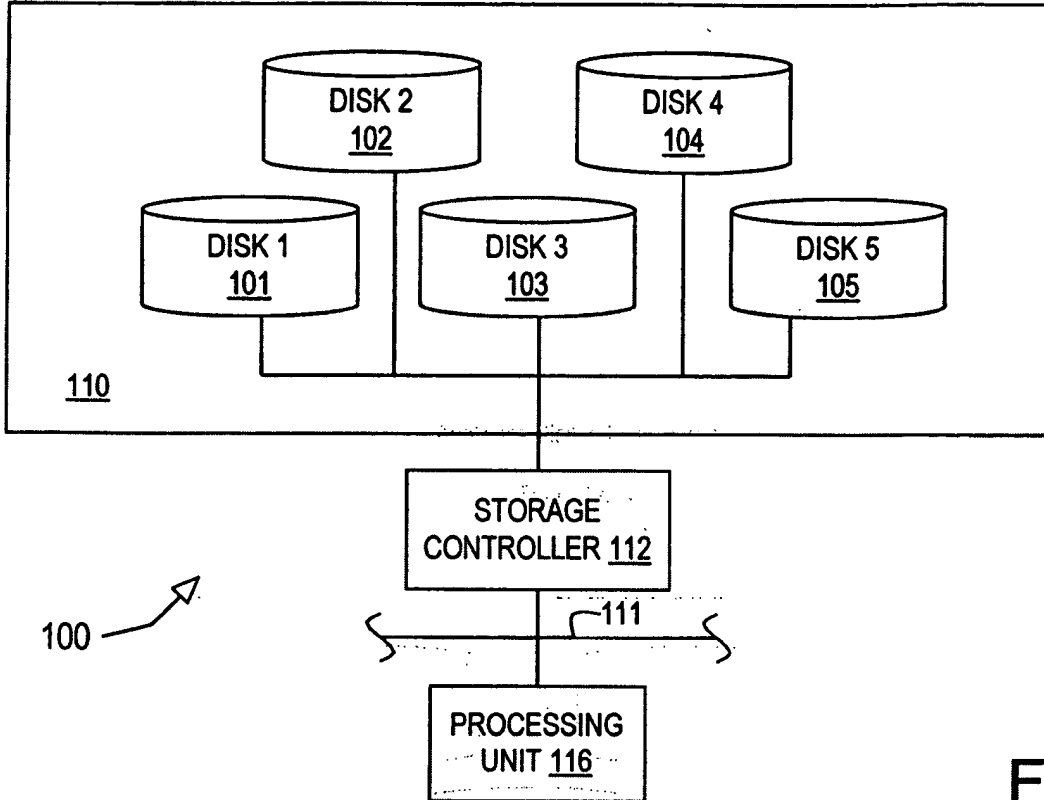 DISK 2
102
DISK 4
104
DISK 1
101
DISK 3
103
DISK 5
105
110
STORAGE
CONTROLLER 112
100
111
PROCESSING
UNIT 116